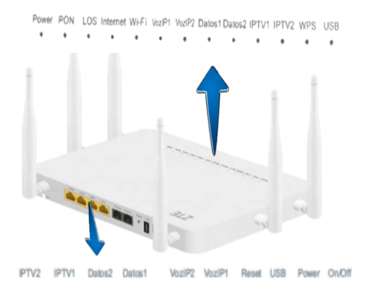 Power PON LOS Internet Wi-Fi VozIP1 VozIP2 Datos1 Datos2 IPTV1 IPTV2 WPS USB
ZTE
IPTV2 IPTV1 Datos2 Datos1 VozIP2 VozIP1 Reset USB Power On/Off